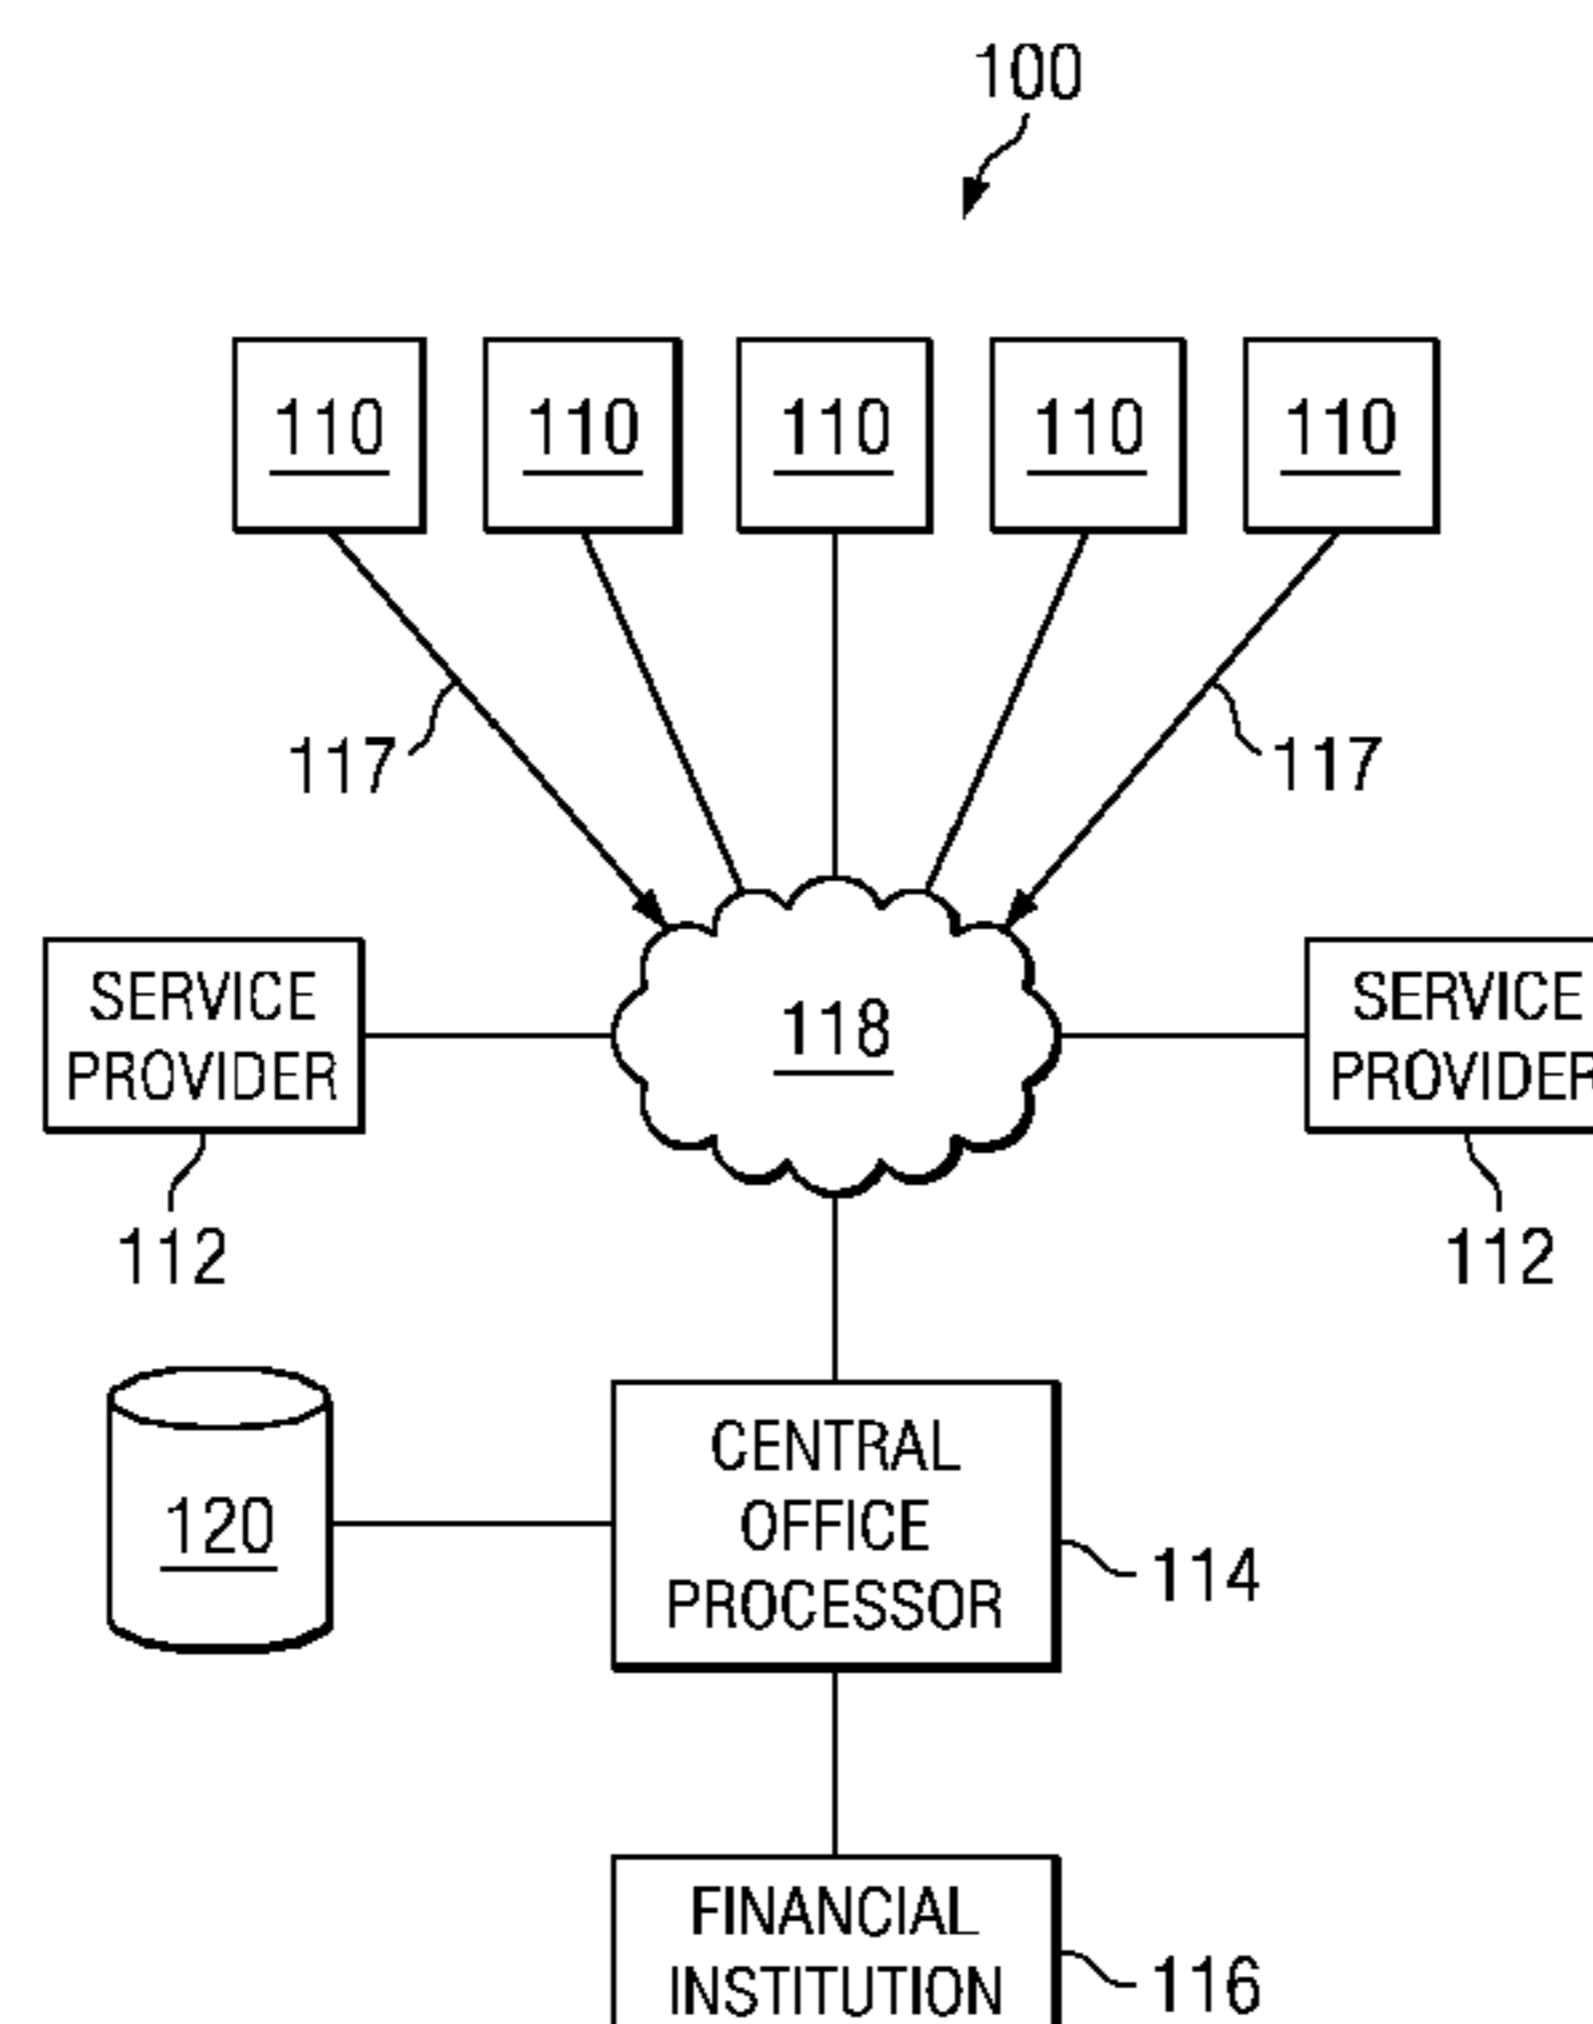 100
110 110 110 110 110
117 117
SERVICE
PROVIDER
118
SERVICE
PROVIDER
112 112
120
CENTRAL
OFFICE
PROCESSOR
114
FINANCIAL
INSTITUTION
116